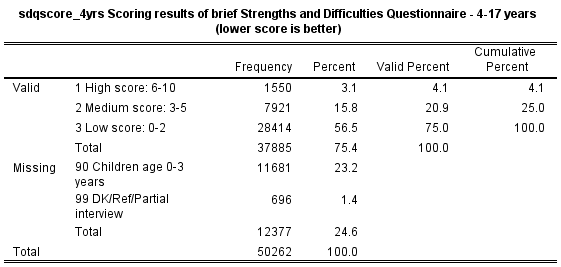 sdqscore_4yrs Scoring results of brief Strengths and Difficulties Questionnaire - 4-17 years
(lower score is better)
Frequency Percent Valid Percent Cumulative Percent
Valid 1 High score: 6-10 1550 3.1 4.1 4.1
2 Medium score: 3-5 7921 15.8 20.9 25.0
3 Low score: 0-2 28414 56.5 75.0 100.0
Total 37885 75.4 100.0
Missing 90 Children age 0-3 years 11681 23.2
99 DK/Ref/Partial interview 696 1.4
Total 12377 24.6
Total 50262 100.0